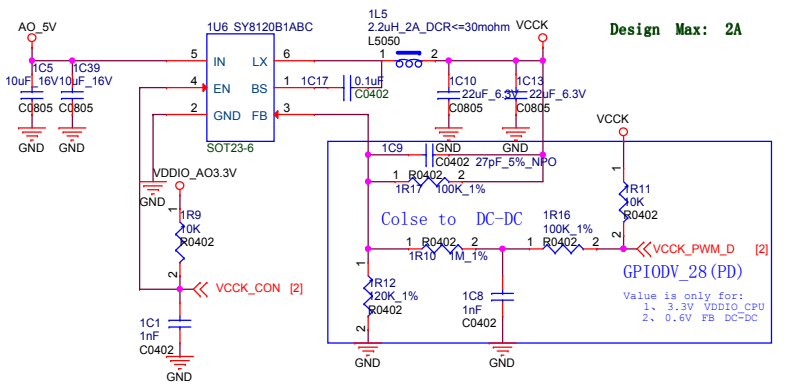 AO_5V
1U6 SY8120B1ABC
1L5
2.2uH_2A_DCR<=30mohm
L5050
VCCK
Design Max: 2A
5 IN LX 6
4 EN BS 1
2 GND FB 3
SOT23-6
1 2
1C5
10uF_16V
C0805
GND
1C39
10uF_16V
C0805
GND
1C17
0.1uF
C0402
1C10
22uF_6.3V
C0805
GND
1C13
22uF_6.3V
C0805
GND
GND
VDDIO_AO3.3V
1
1R9
10K
R0402
2
VCCK_CON [2]
1C1
1nF
C0402
GND
1C9
C0402 27pF_5%_NPO
1 R0402 2
1R17 100K_1%
Colse to DC-DC
VCCK
1
1R11
10K
R0402
2
1 R0402 2
1R10 1M_1%
1R16
100K_1%
1 R0402 2
VCCK_PWM_D [2]
GPIODV_28(PD)
1
1R12
120K_1%
R0402
2
GND
1C8
1nF
C0402
GND
Value is only for:
1、 3.3V VDDIO_CPU
2、 0.6V FB DC-DC